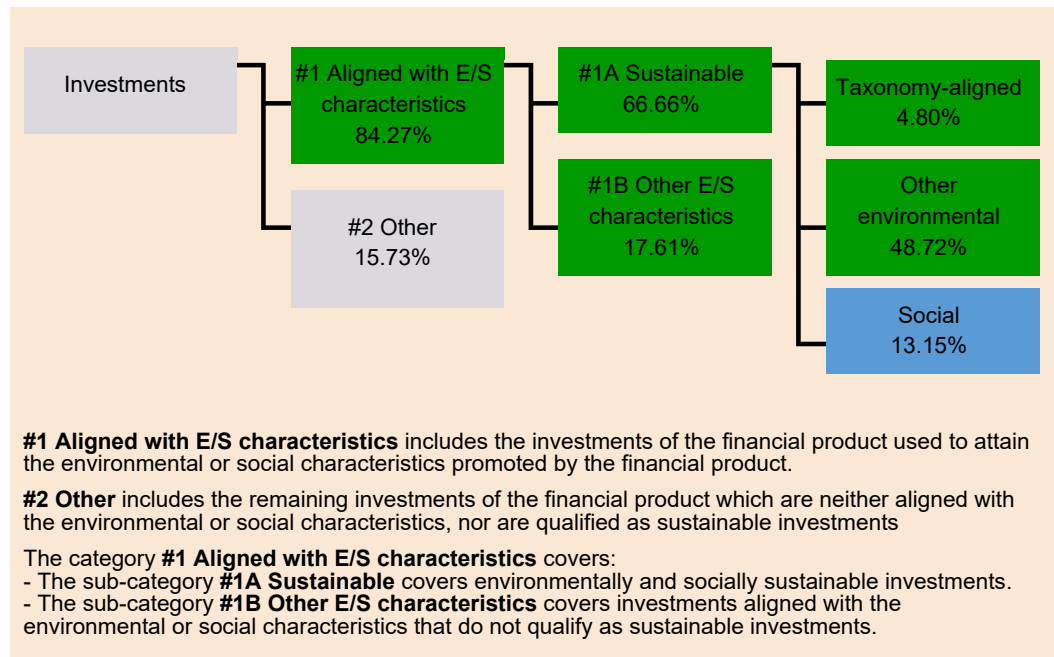 Investments
#1 Aligned with E/S
characteristics
84.27%
#2 Other
15.73%
#1A Sustainable
66.66%
#1B Other E/S
characteristics
17.61%
Taxonomy-aligned
4.80%
Other
environmental
48.72%
Social
13.15%
#1 Aligned with E/S characteristics includes the investments of the financial product used to attain
the environmental or social characteristics promoted by the financial product.
#2 Other includes the remaining investments of the financial product which are neither aligned with
the environmental or social characteristics, nor are qualified as sustainable investments
The category #1 Aligned with E/S characteristics covers:
- The sub-category #1A Sustainable covers environmentally and socially sustainable investments.
- The sub-category #1B Other E/S characteristics covers investments aligned with the
environmental or social characteristics that do not qualify as sustainable investments.